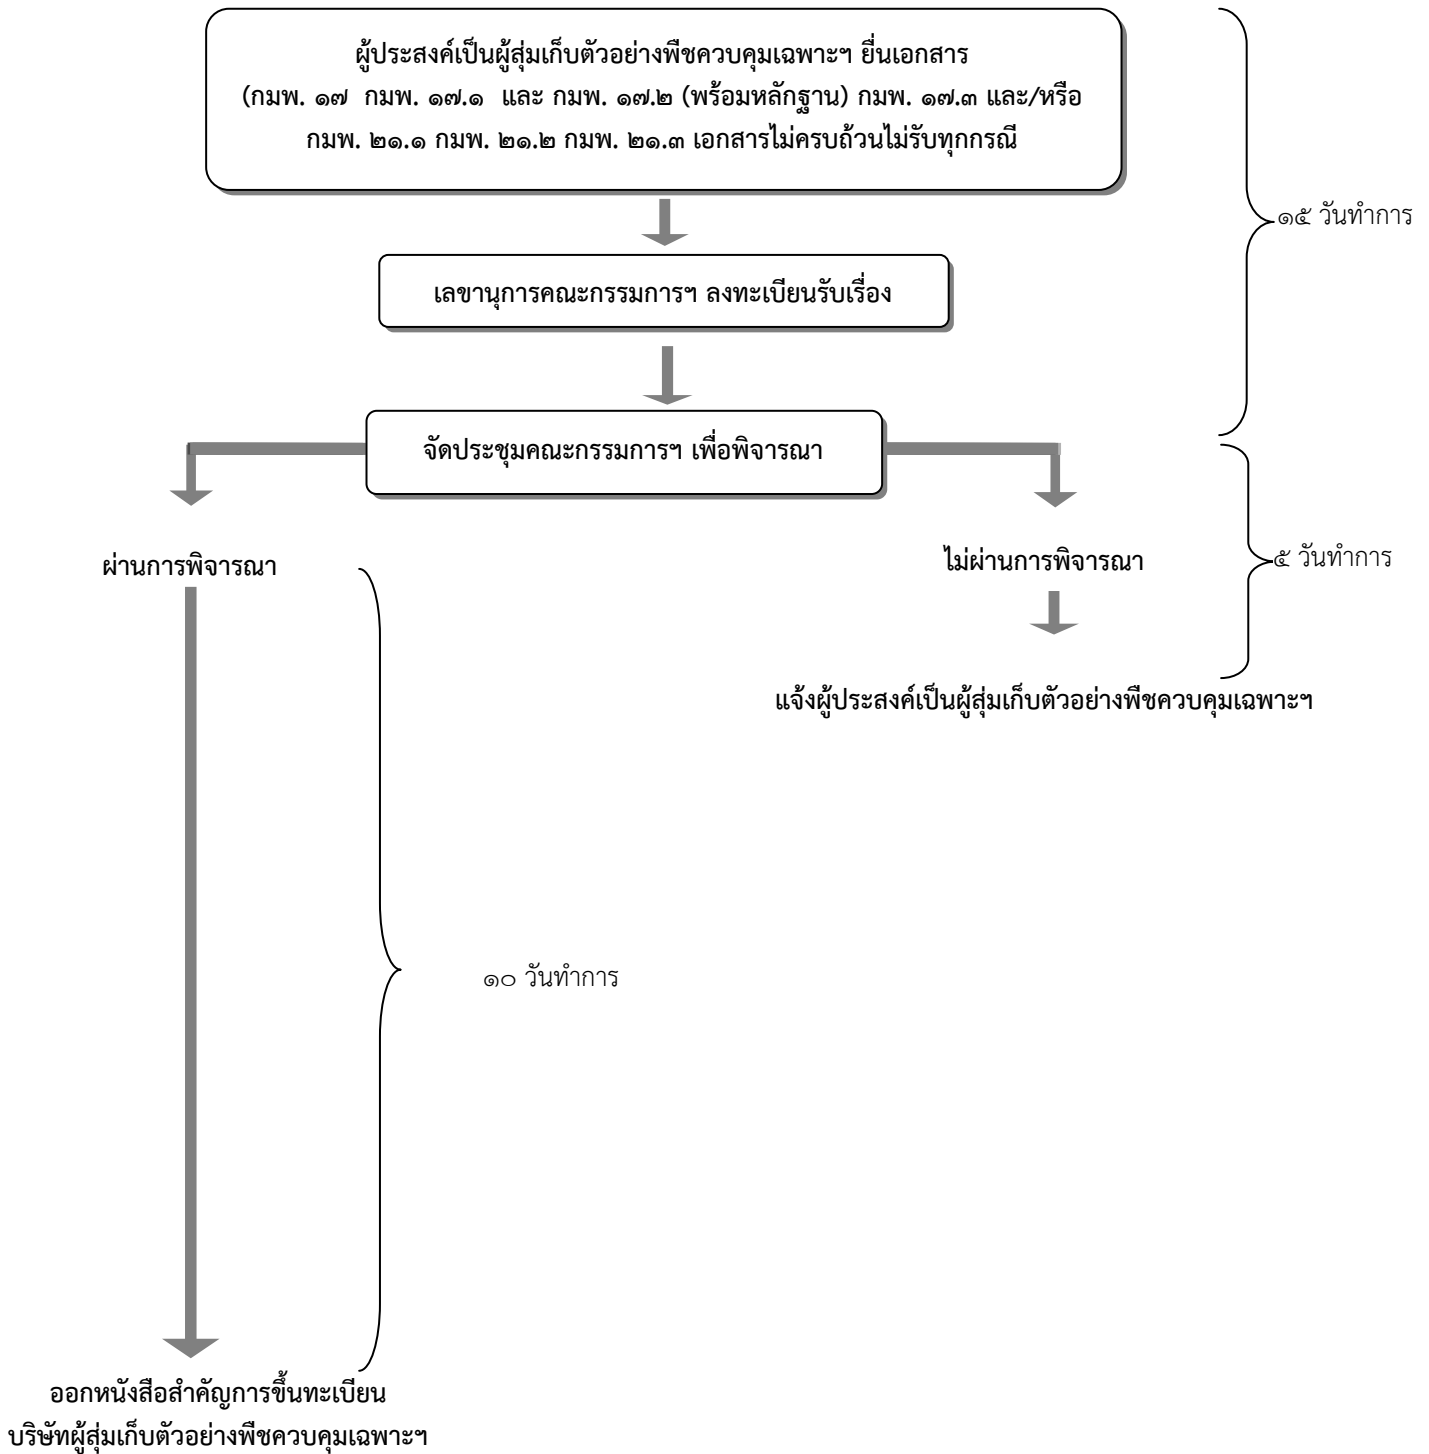 ผู้ประสงค์เป็นผู้สุ่มเก็บตัวอย่างพืชควบคุมเฉพาะฯ ยื่นเอกสาร
(กมพ. ๑๗ กมพ. ๑๗.๑ และ กมพ. ๑๗.๒ (พร้อมหลักฐาน) กมพ. ๑๗.๓ และ/หรือ
กมพ. ๒๑.๑ กมพ. ๒๑.๒ กมพ. ๒๑.๓ เอกสารไม่ครบถ้วนไม่รับทุกกรณี
๑๕ วันทำการ
เลขานุการคณะกรรมการฯ ลงทะเบียนรับเรื่อง
จัดประชุมคณะกรรมการฯ เพื่อพิจารณา
ผ่านการพิจารณา
ไม่ผ่านการพิจารณา
๕ วันทำการ
แจ้งผู้ประสงค์เป็นผู้สุ่มเก็บตัวอย่างพืชควบคุมเฉพาะฯ
๑๐ วันทำการ
ออกหนังสือสำคัญการขึ้นทะเบียน
บริษัทผู้สุ่มเก็บตัวอย่างพืชควบคุมเฉพาะฯ